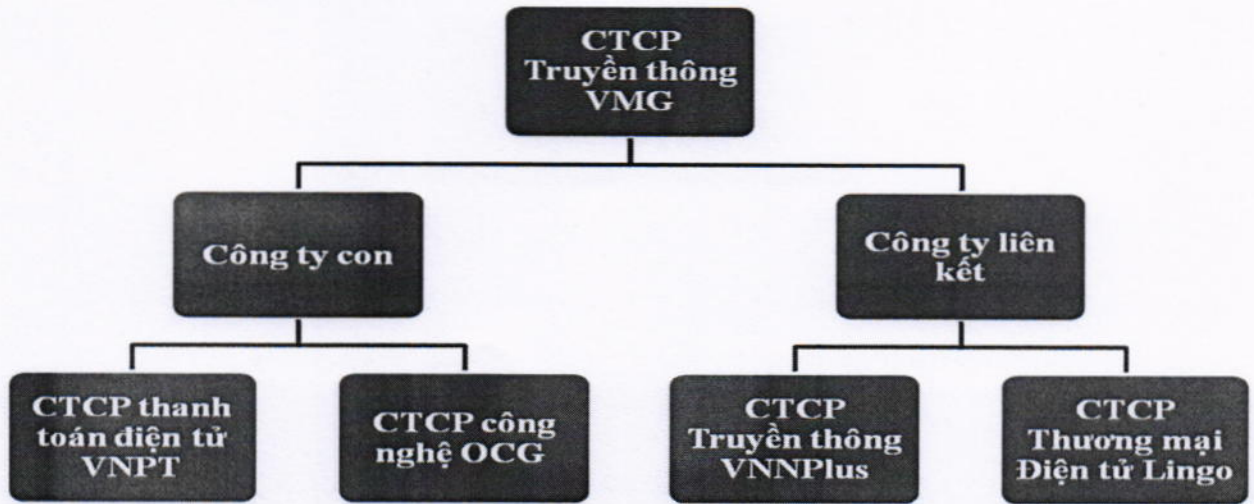 CTCP
Truyền thông
VMG
Công ty con
Công ty liên
kết
CTCP thanh
toán điện tử
VNPT
CTCP công
nghệ OCG
CTCP
Truyền thông
VNNPlus
CTCP
Thương mại
Điện tử Lingo